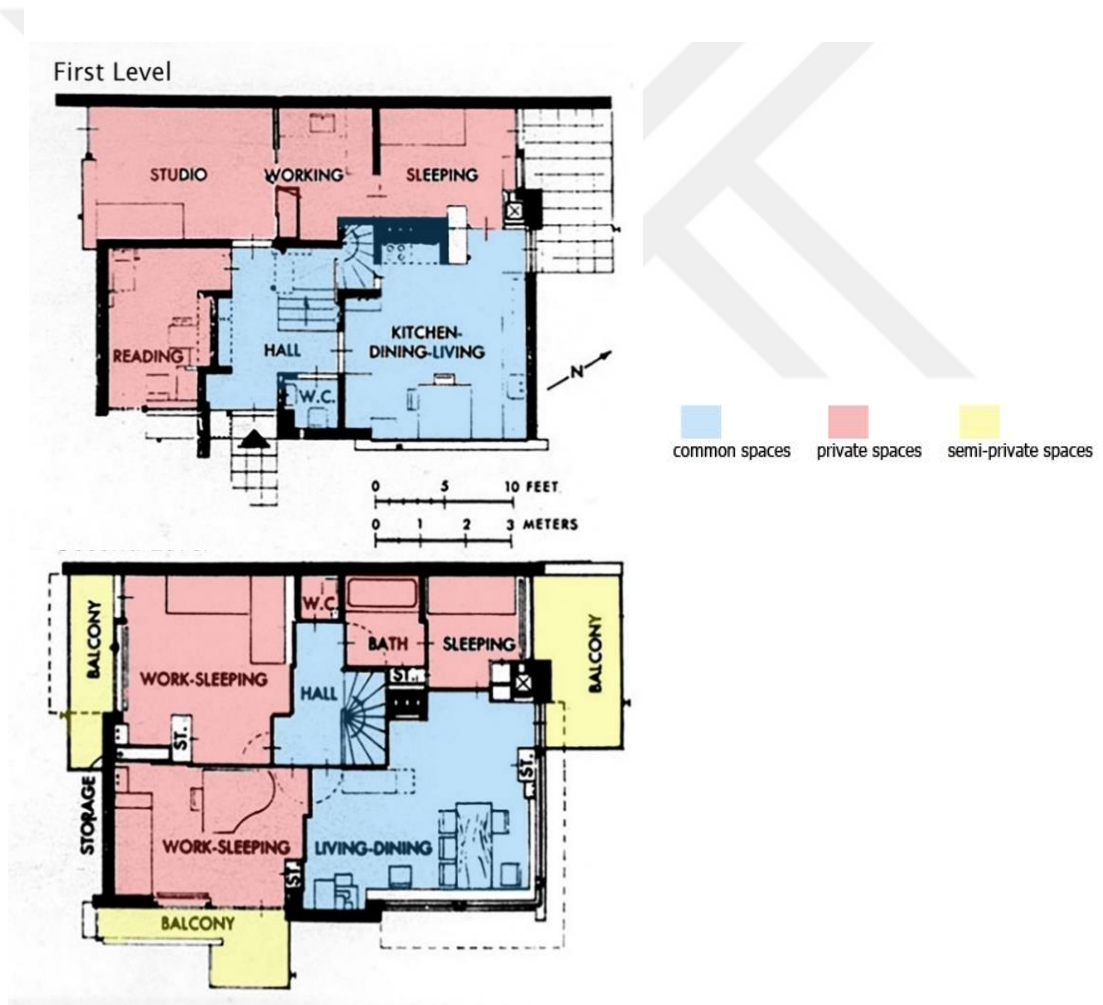 First Level
STUDIO
WORKING
SLEEPING
READING
HALL
KITCHEN-
DINING-LIVING
W.C.
N
0 5 10 FEET
0 1 2 3 METERS
common spaces
private spaces
semi-private spaces
BALCONY
W.C.
BATH
SLEEPING
BALCONY
WORK-SLEEPING
HALL
ST.
ST.
ST.
STORAGE
WORK-SLEEPING
LIVING-DINING
ST.
BALCONY